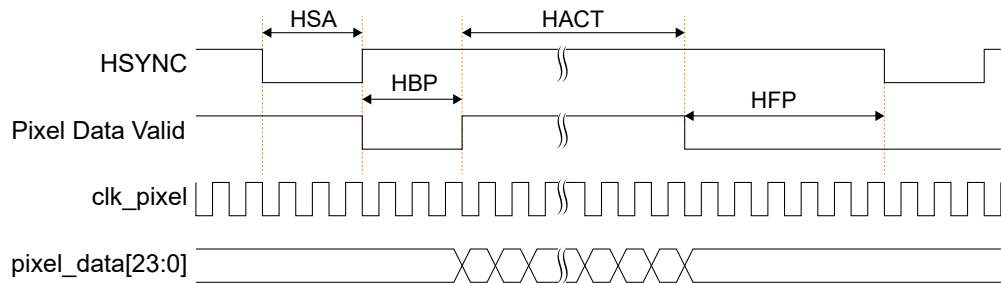 HSA
HACT
HSYNC
HBP
HFP
Pixel Data Valid
clk_pixel
pixel_data[23:0]